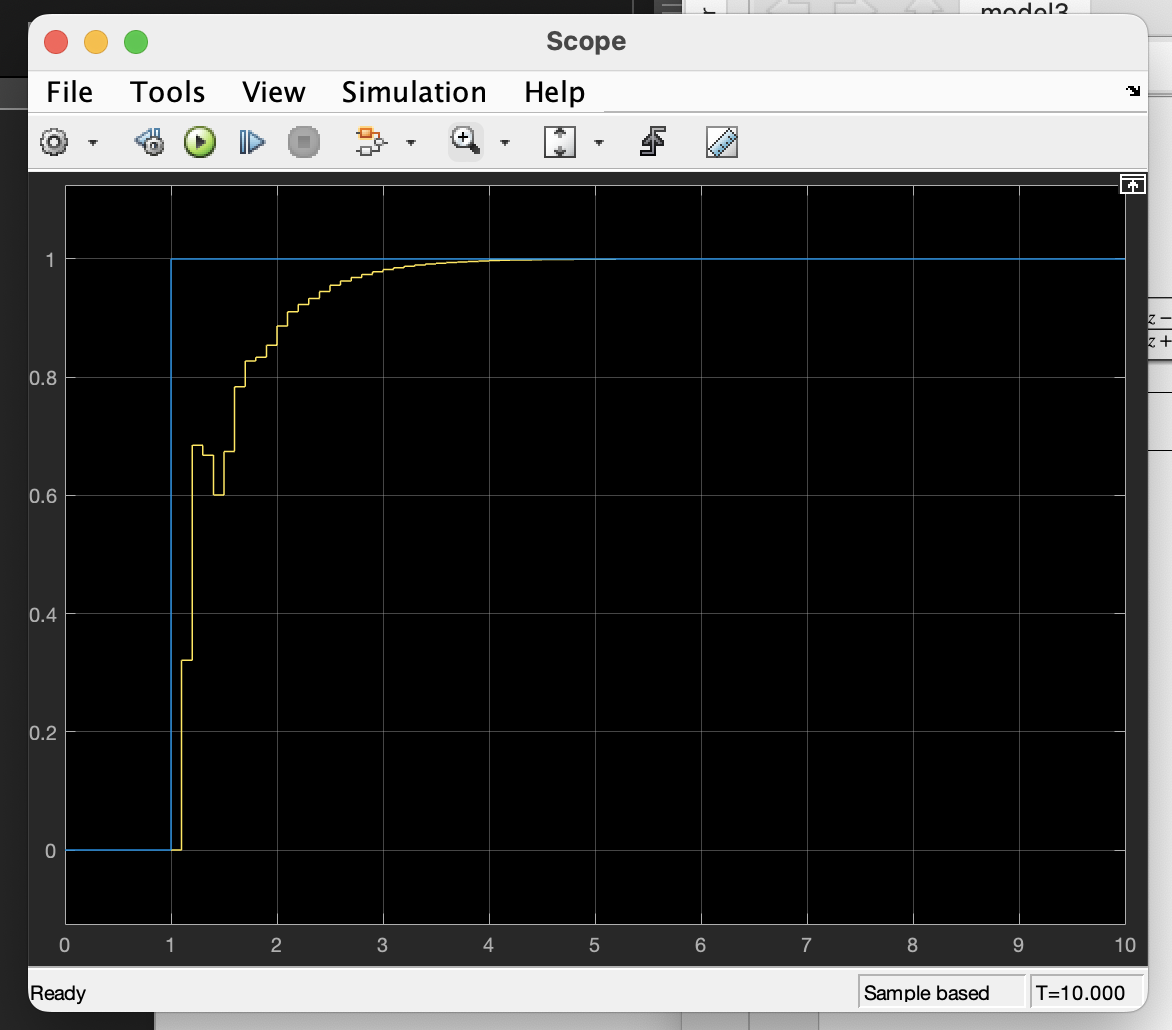 model3
Scope
File Tools View Simulation Help
1
0.8
0.6
0.4
0.2
0
0 1 2 3 4 5 6 7 8 9 10
z −
z +
Ready Sample based T=10.000